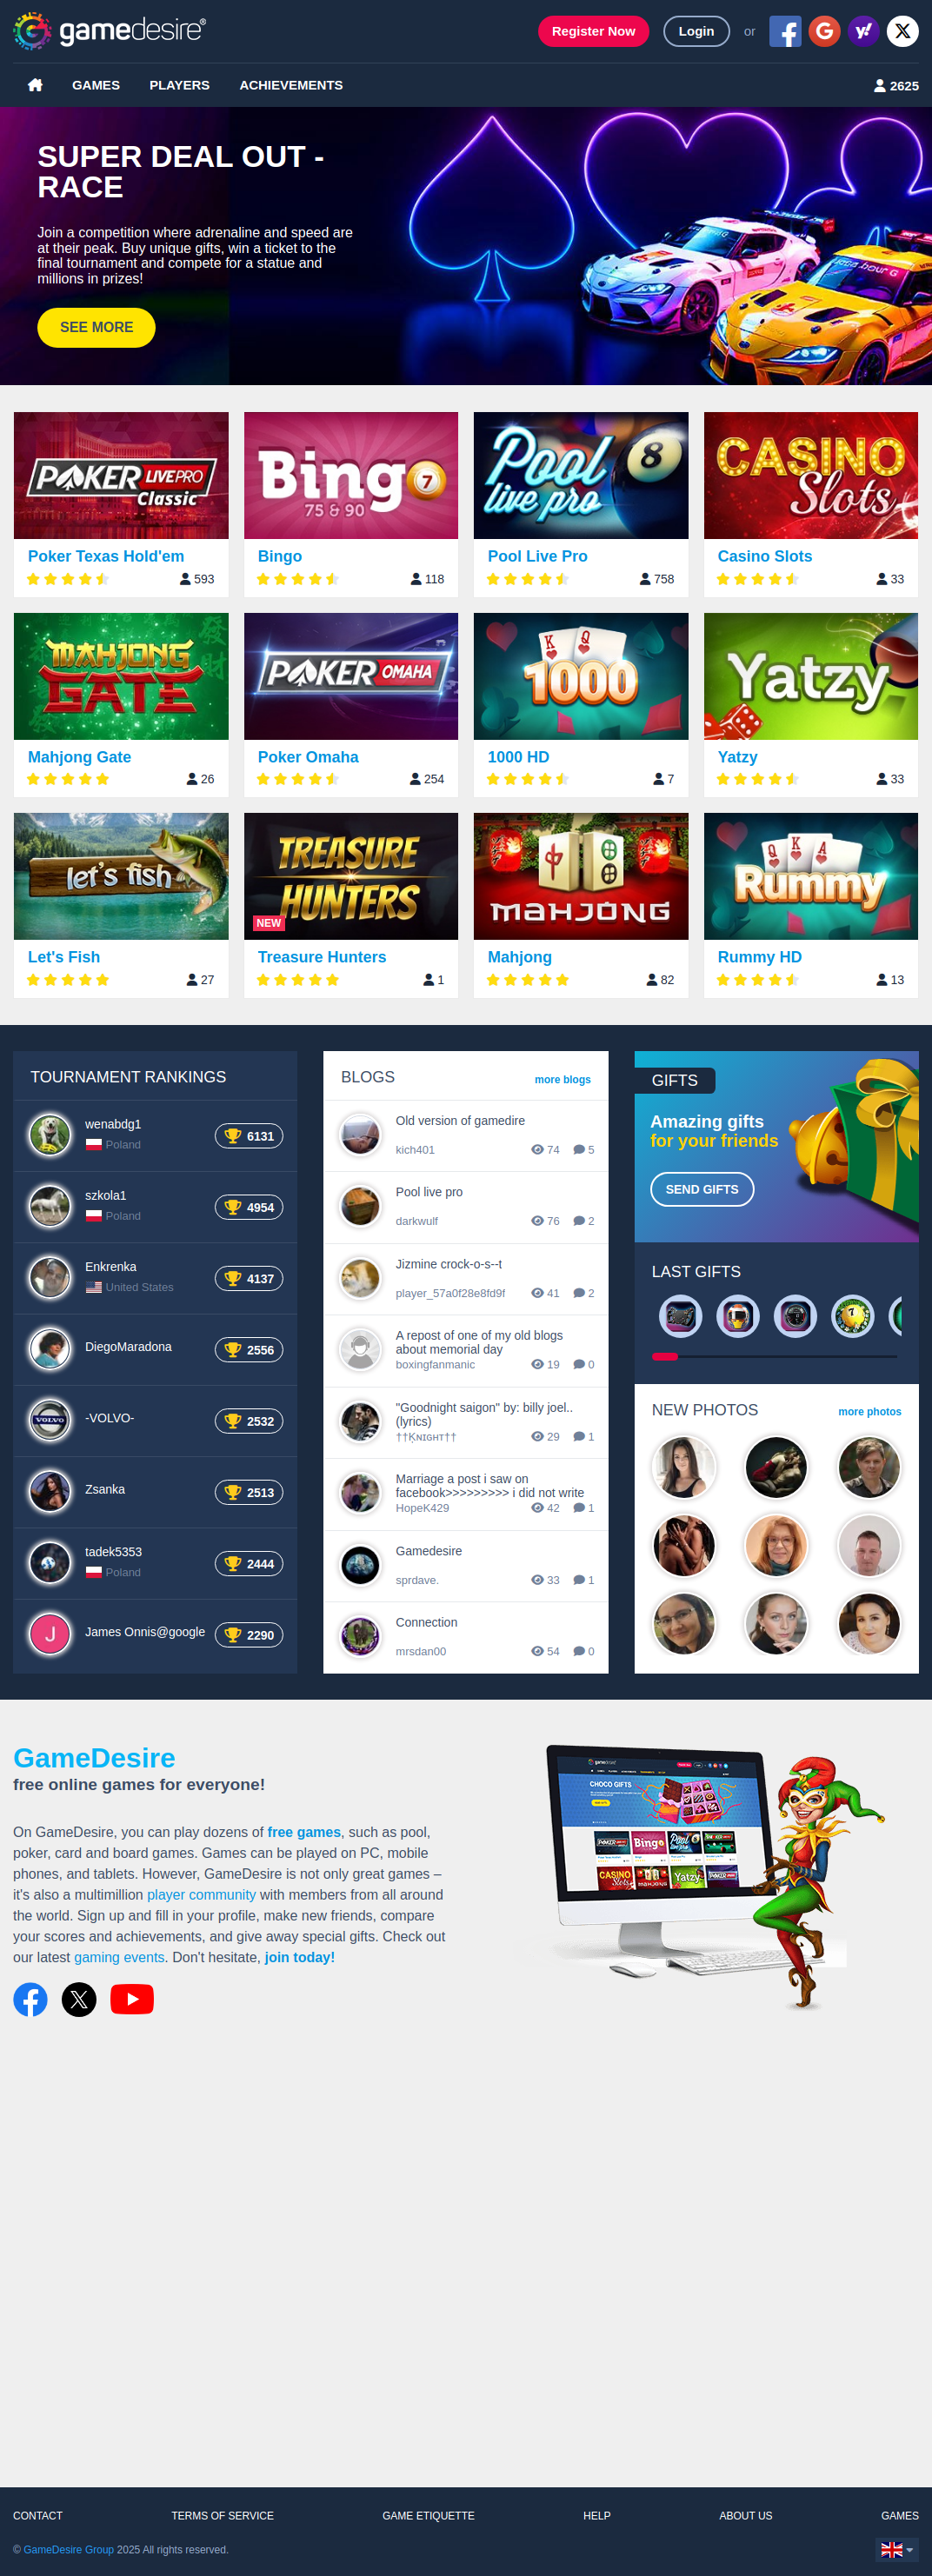 gamedesire®
Register Now
Login
or
GAMES
PLAYERS
ACHIEVEMENTS
2625
SUPER DEAL OUT -
RACE
Join a competition where adrenaline and speed are
at their peak. Buy unique gifts, win a ticket to the
final tournament and compete for a statue and
millions in prizes!
SEE MORE
POKER LIVE PRO
Classic
Bingo
7
75 & 90
Pool
live pro
8
CASINO
Slots
Poker Texas Hold'em
593
Bingo
118
Pool Live Pro
758
Casino Slots
33
MAHJONG
GATE
POKER OMAHA
K Q
1000
Yatzy
Mahjong Gate
26
Poker Omaha
254
1000 HD
7
Yatzy
33
let's fish
TREASURE
HUNTERS
NEW
MAHJONG
Q K A
Rummy
Let's Fish
27
Treasure Hunters
1
Mahjong
82
Rummy HD
13
TOURNAMENT RANKINGS
wenabdg1
Poland
6131
szkola1
Poland
4954
Enkrenka
United States
4137
DiegoMaradona
2556
VOLVO
-VOLVO-
2532
Zsanka
2513
tadek5353
Poland
2444
J
James Onnis@google
2290
BLOGS
more blogs
Old version of gamedire
kich401
74
5
Pool live pro
darkwulf
76
2
Jizmine crock-o-s--t
player_57a0f28e8fd9f
41
2
A repost of one of my old blogs
about memorial day
boxingfanmanic
19
0
"Goodnight saigon" by: billy joel..
(lyrics)
††Ķɴɪɢʜᴛ††
29
1
Marriage a post i saw on
facebook>>>>>>>>> i did not write
HopeK429
42
1
Gamedesire
sprdave.
33
1
Connection
mrsdan00
54
0
GIFTS
Amazing gifts
for your friends
SEND GIFTS
LAST GIFTS
7
NEW PHOTOS
more photos
GameDesire
free online games for everyone!
On GameDesire, you can play dozens of free games, such as pool,
poker, card and board games. Games can be played on PC, mobile
phones, and tablets. However, GameDesire is not only great games –
it's also a multimillion player community with members from all around
the world. Sign up and fill in your profile, make new friends, compare
your scores and achievements, and give away special gifts. Check out
our latest gaming events. Don't hesitate, join today!
CHOCO GIFTS
Bingo
Pool
CASINO
Slots
MAHJONG
Yatzy
CONTACT
TERMS OF SERVICE
GAME ETIQUETTE
HELP
ABOUT US
GAMES
© GameDesire Group 2025 All rights reserved.